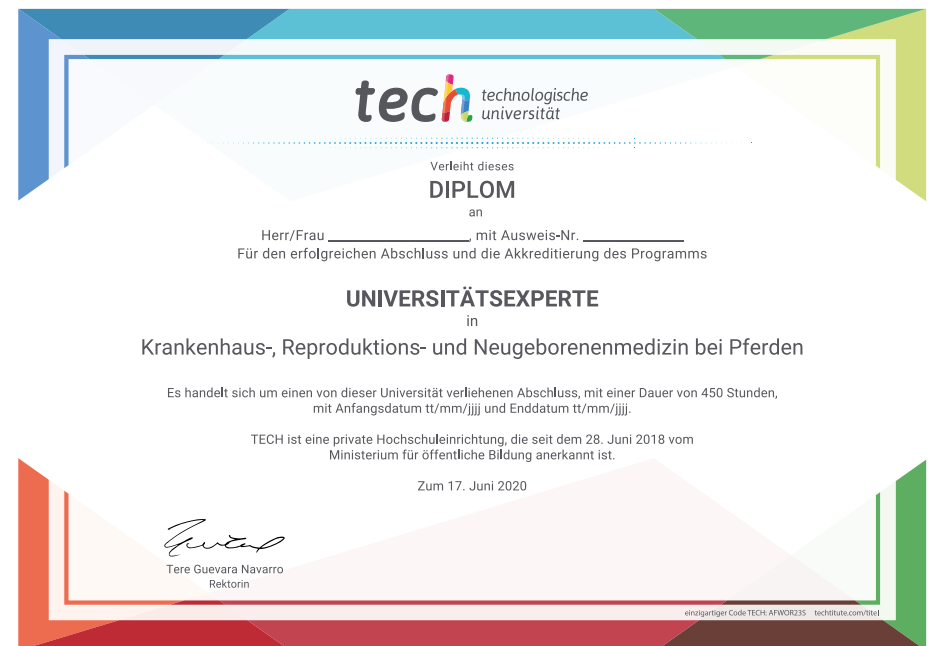 tech technologische
universität
Verleiht dieses
DIPLOM
an
Herr/Frau ____________________, mit Ausweis-Nr. ______________
Für den erfolgreichen Abschluss und die Akkreditierung des Programms
UNIVERSITÄTSEXPERTE
in
Krankenhaus-, Reproduktions- und Neugeborenenmedizin bei Pferden
Es handelt sich um einen von dieser Universität verliehenen Abschluss, mit einer Dauer von 450 Stunden,
mit Anfangsdatum tt/mm/jjjj und Enddatum tt/mm/jjjj.
TECH ist eine private Hochschuleinrichtung, die seit dem 28. Juni 2018 vom
Ministerium für öffentliche Bildung anerkannt ist.
Zum 17. Juni 2020
Tere Guevara Navarro
Rektorin
einzigartiger Code TECH: AFWOR23S techtitute.com/titel